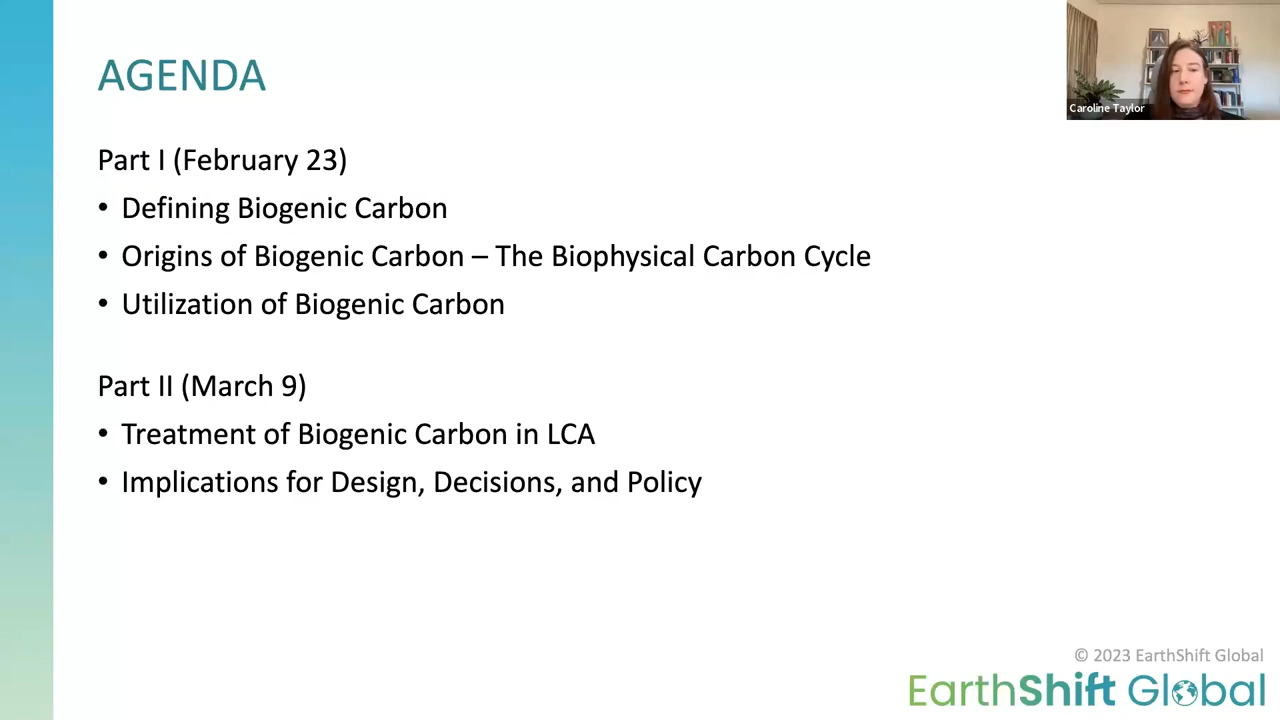 AGENDA
Caroline Taylor
Part I (February 23)
• Defining Biogenic Carbon
• Origins of Biogenic Carbon – The Biophysical Carbon Cycle
• Utilization of Biogenic Carbon
Part II (March 9)
• Treatment of Biogenic Carbon in LCA
• Implications for Design, Decisions, and Policy
© 2023 EarthShift Global
EarthShift Global